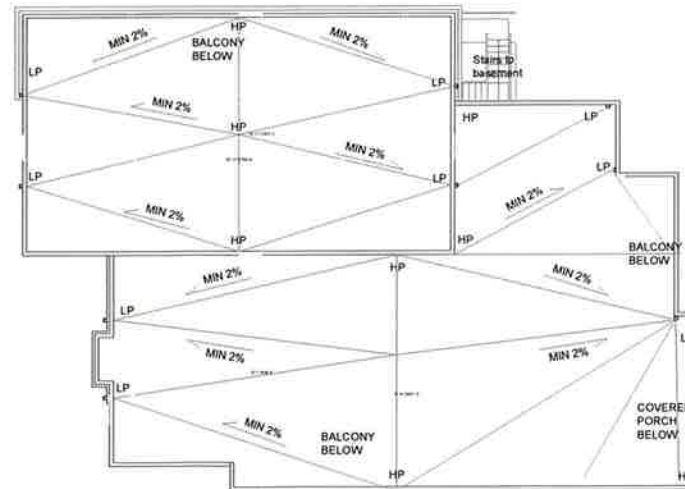 HP
MIN 2%
MIN 2%
BALCONY
BELOW
LP
Stairs to
basement
LP
MIN 2%
HP
HP
LP
MIN 2%
LP
LP
LP
MIN 2%
MIN 2%
HP
HP
BALCONY
BELOW
HP
MIN 2%
MIN 2%
LP
MIN 2%
MIN 2%
LP
COVERE
PORCH
BELOW
MIN 2%
BALCONY
BELOW
HP